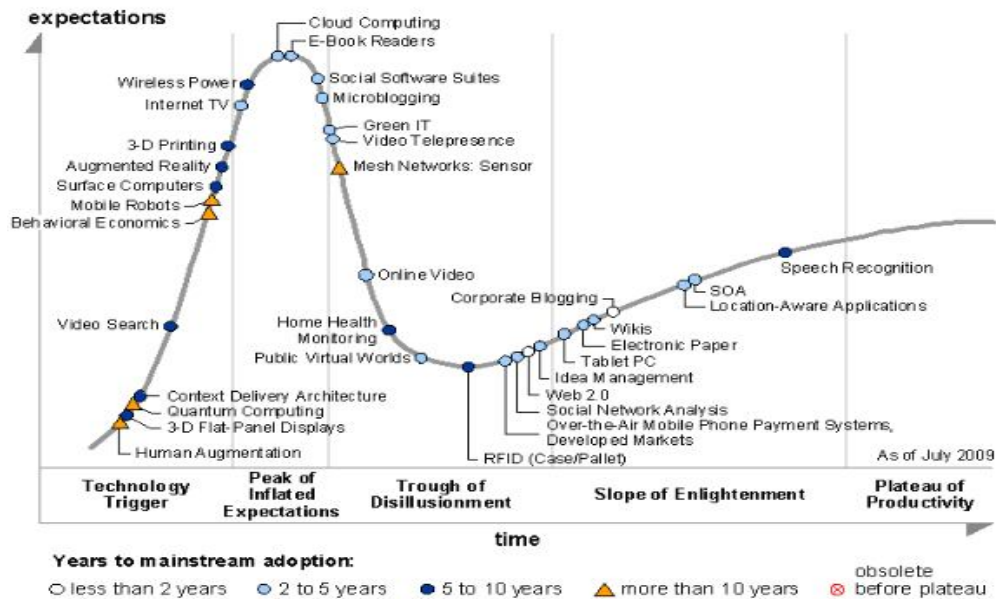 expectations
Cloud Computing
E-Book Readers
Social Software Suites
Wireless Power
Microblogging
Internet TV
Green IT
Video Telepresence
3-D Printing
Augmented Reality
Mesh Networks: Sensor
Surface Computers
Mobile Robots
Behavioral Economics
Online Video
Speech Recognition
SOA
Corporate Blogging
Location-Aware Applications
Video Search
Home Health
Monitoring
Wikis
Electronic Paper
Public Virtual Worlds
Tablet PC
Idea Management
Context Delivery Architecture
Web 2.0
Quantum Computing
Social Network Analysis
3-D Flat-Panel Displays
Over-the-Air Mobile Phone Payment Systems,
Developed Markets
Human Augmentation
RFID (Case/Pallet)
As of July 2009
Technology
Trigger
Peak of
Inflated
Expectations
Trough of
Disillusionment
Slope of Enlightenment
Plateau of
Productivity
time
Years to mainstream adoption:
less than 2 years
2 to 5 years
5 to 10 years
more than 10 years
obsolete
before plateau